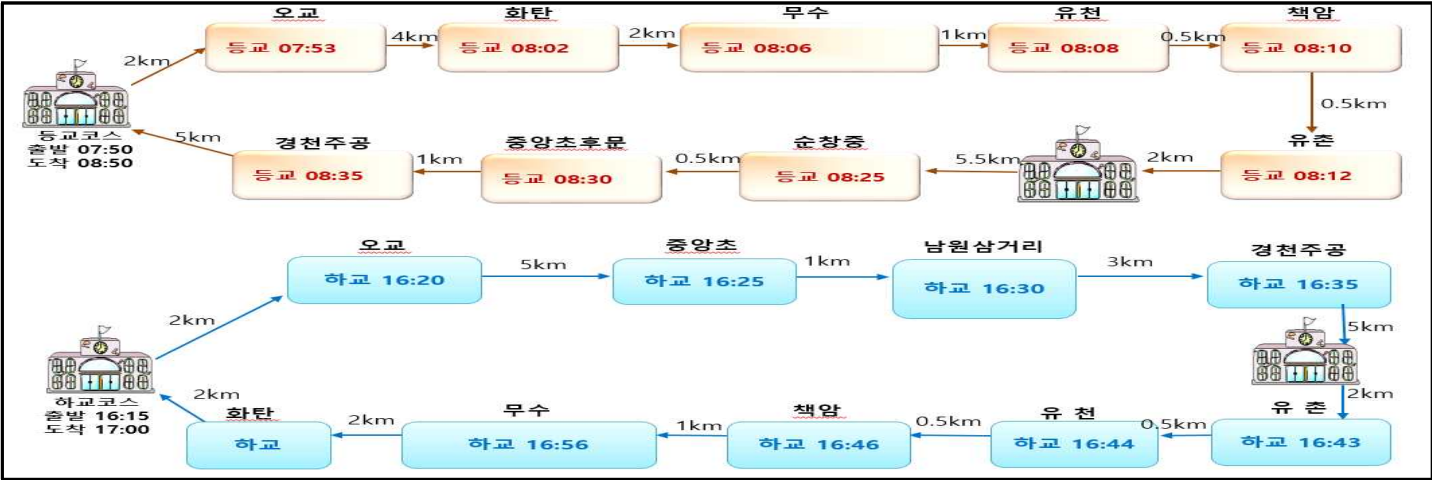 오교
화탄
무수
유천
책암
2km
등교 07:53
4km
등교 08:02
2km
등교 08:06
1km
등교 08:08
0.5km
등교 08:10
0.5km
등교코스
출발 07:50
도착 08:50
5km
경천주공
중앙초후문
순창중
유촌
등교 08:35
1km
등교 08:30
0.5km
등교 08:25
5.5km
2km
등교 08:12
오교
중앙초
남원삼거리
경천주공
2km
하교 16:20
5km
하교 16:25
1km
하교 16:30
3km
하교 16:35
5km
하교코스
출발 16:15
도착 17:00
2km
화탄
무수
책암
유 천
유 촌
2km
하교
2km
하교 16:56
1km
하교 16:46
0.5km
하교 16:44
0.5km
하교 16:43